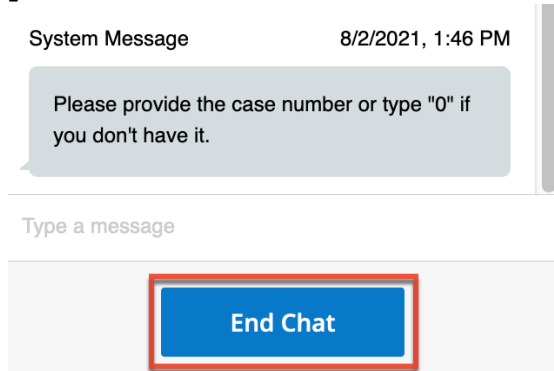 System Message 8/2/2021, 1:46 PM
Please provide the case number or type "0" if
you don't have it.
Type a message
End Chat